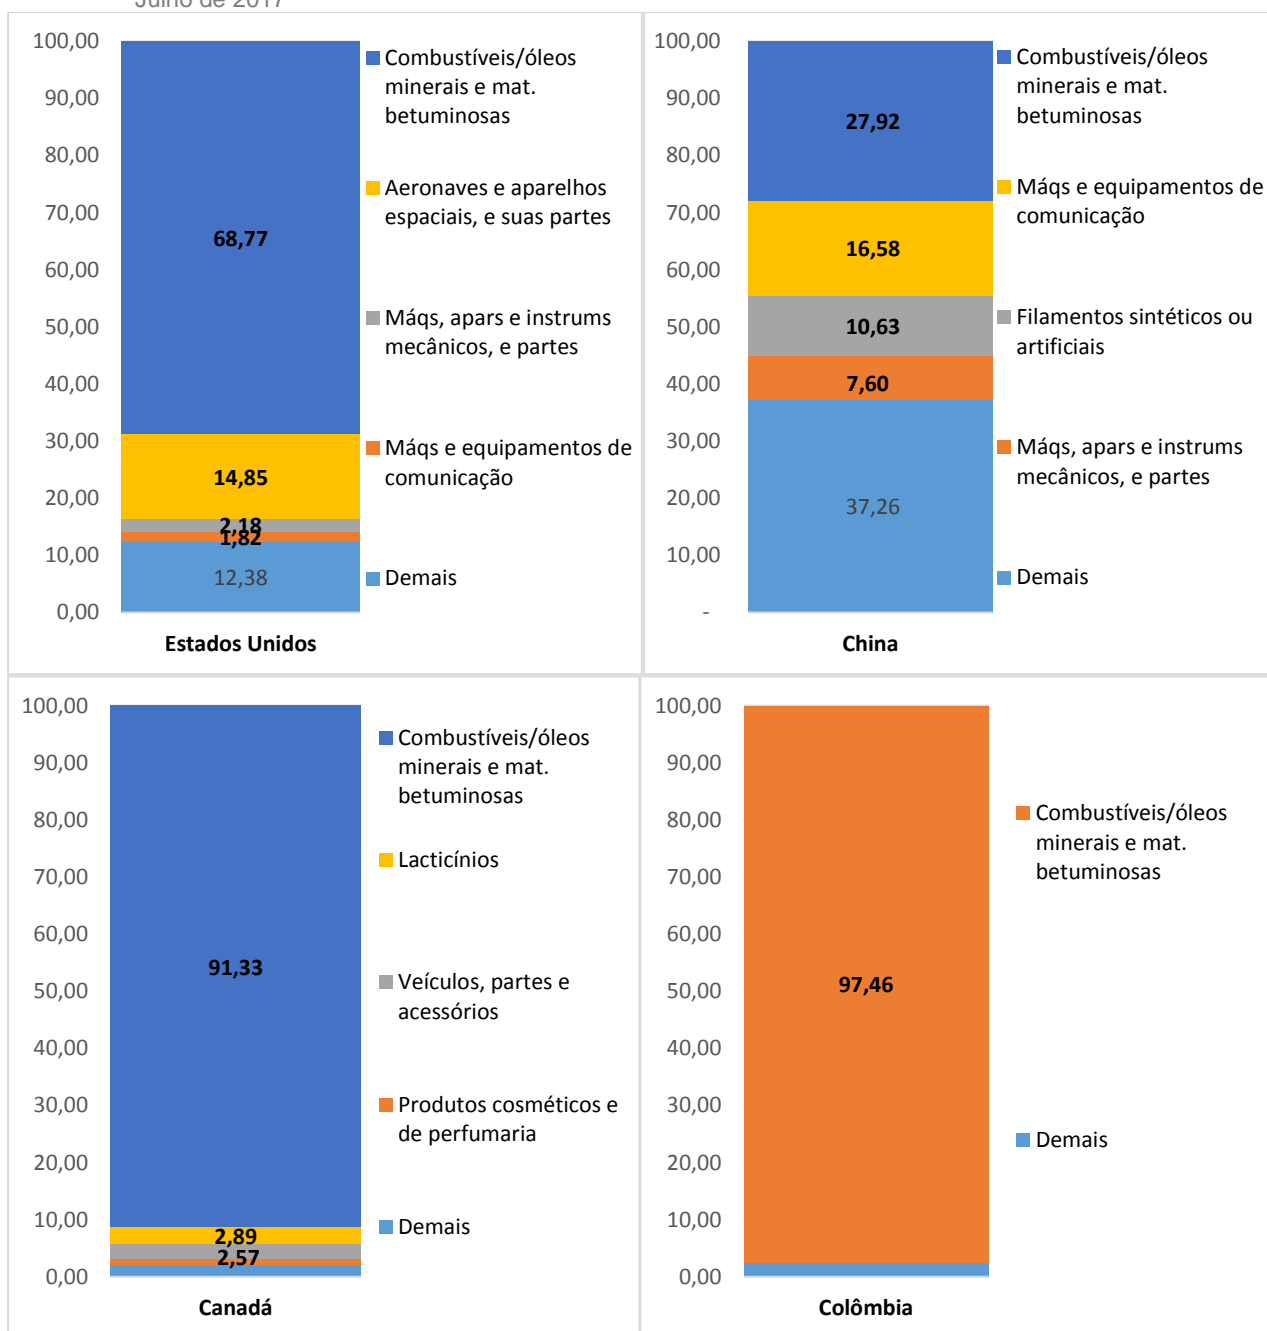 Julho de 2017
100,00
90,00
80,00
70,00
60,00
50,00
40,00
30,00
20,00
10,00
0,00
68,77
14,85
2,18
1,82
12,38
Combustíveis/óleos
minerais e mat.
betuminosas
Aeronaves e aparelhos
espaciais, e suas partes
Máqs, apars e instrums
mecânicos, e partes
Máqs e equipamentos de
comunicação
Demais
Estados Unidos
100,00
90,00
80,00
70,00
60,00
50,00
40,00
30,00
20,00
10,00
-
27,92
16,58
10,63
7,60
37,26
Combustíveis/óleos
minerais e mat.
betuminosas
Máqs e equipamentos de
comunicação
Filamentos sintéticos ou
artificiais
Máqs, apars e instrums
mecânicos, e partes
Demais
China
100,00
90,00
80,00
70,00
60,00
50,00
40,00
30,00
20,00
10,00
0,00
91,33
2,89
2,57
Combustíveis/óleos
minerais e mat.
betuminosas
Lacticínios
Veículos, partes e
acessórios
Produtos cosméticos e
de perfumaria
Demais
Canadá
100,00
90,00
80,00
70,00
60,00
50,00
40,00
30,00
20,00
10,00
0,00
97,46
Combustíveis/óleos
minerais e mat.
betuminosas
Demais
Colômbia